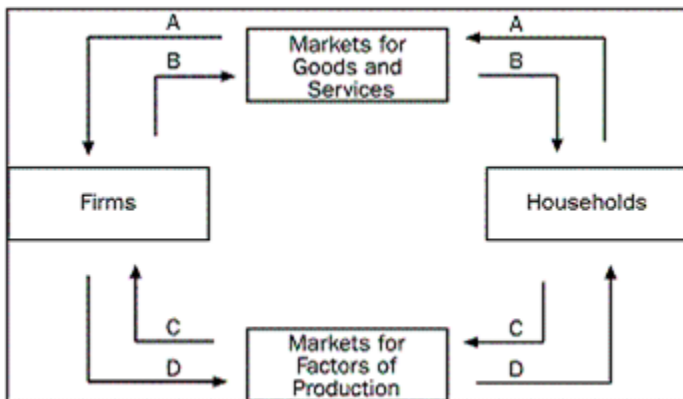 A
A
Markets for
Goods and
Services
B
B
Firms
Households
C
C
Markets for
Factors of
Production
D
D